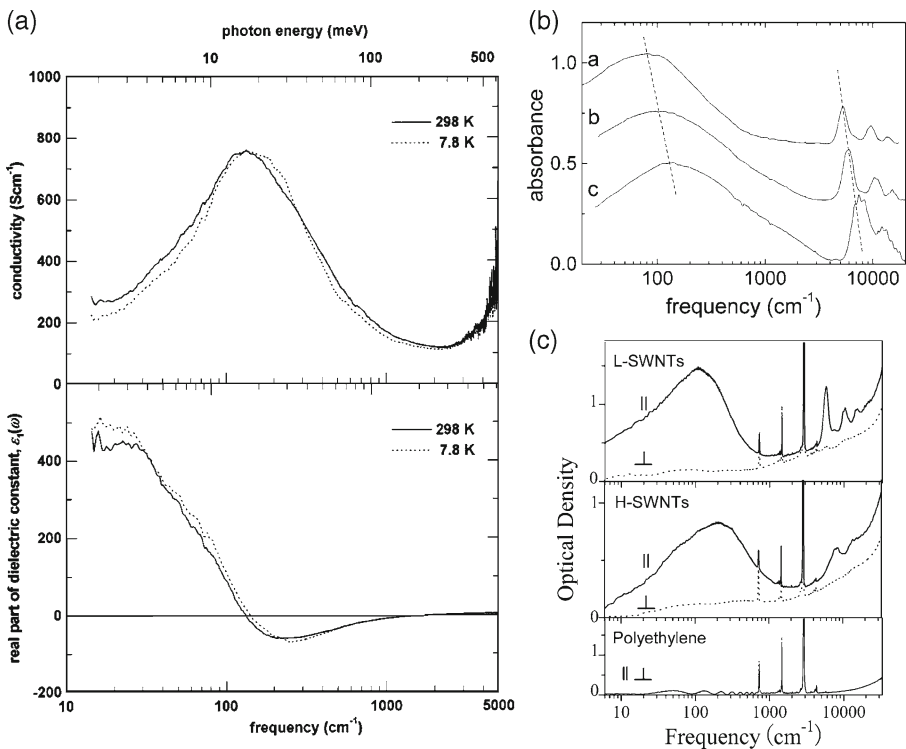 (a)
photon energy (meV)
10 100 500
1000
800
600
400
200
0
conductivity (Scm⁻¹)
298 K
7.8 K
400
200
0
-200
real part of dielectric constant, ε₁(ω)
298 K
7.8 K
10 100 1000 5000
frequency (cm⁻¹)
(b)
1.0
0.5
0.0
absorbance
a
b
c
100 1000 10000
frequency (cm⁻¹)
(c)
L-SWNTs
||
⊥
1
0
H-SWNTs
||
⊥
1
0
Optical Density
Polyethylene
|| ⊥
1
0
10 100 1000 10000
Frequency (cm⁻¹)